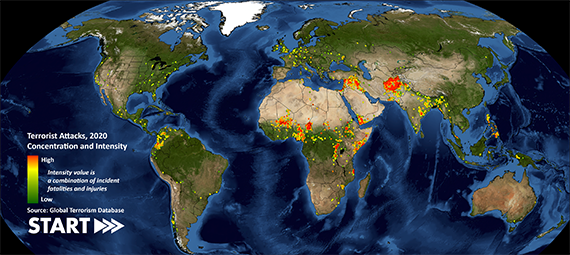 Terrorist Attacks, 2020
Concentration and Intensity
High
Intensity value is
a combination of incident
fatalities and injuries
Low
Source: Global Terrorism Database
START